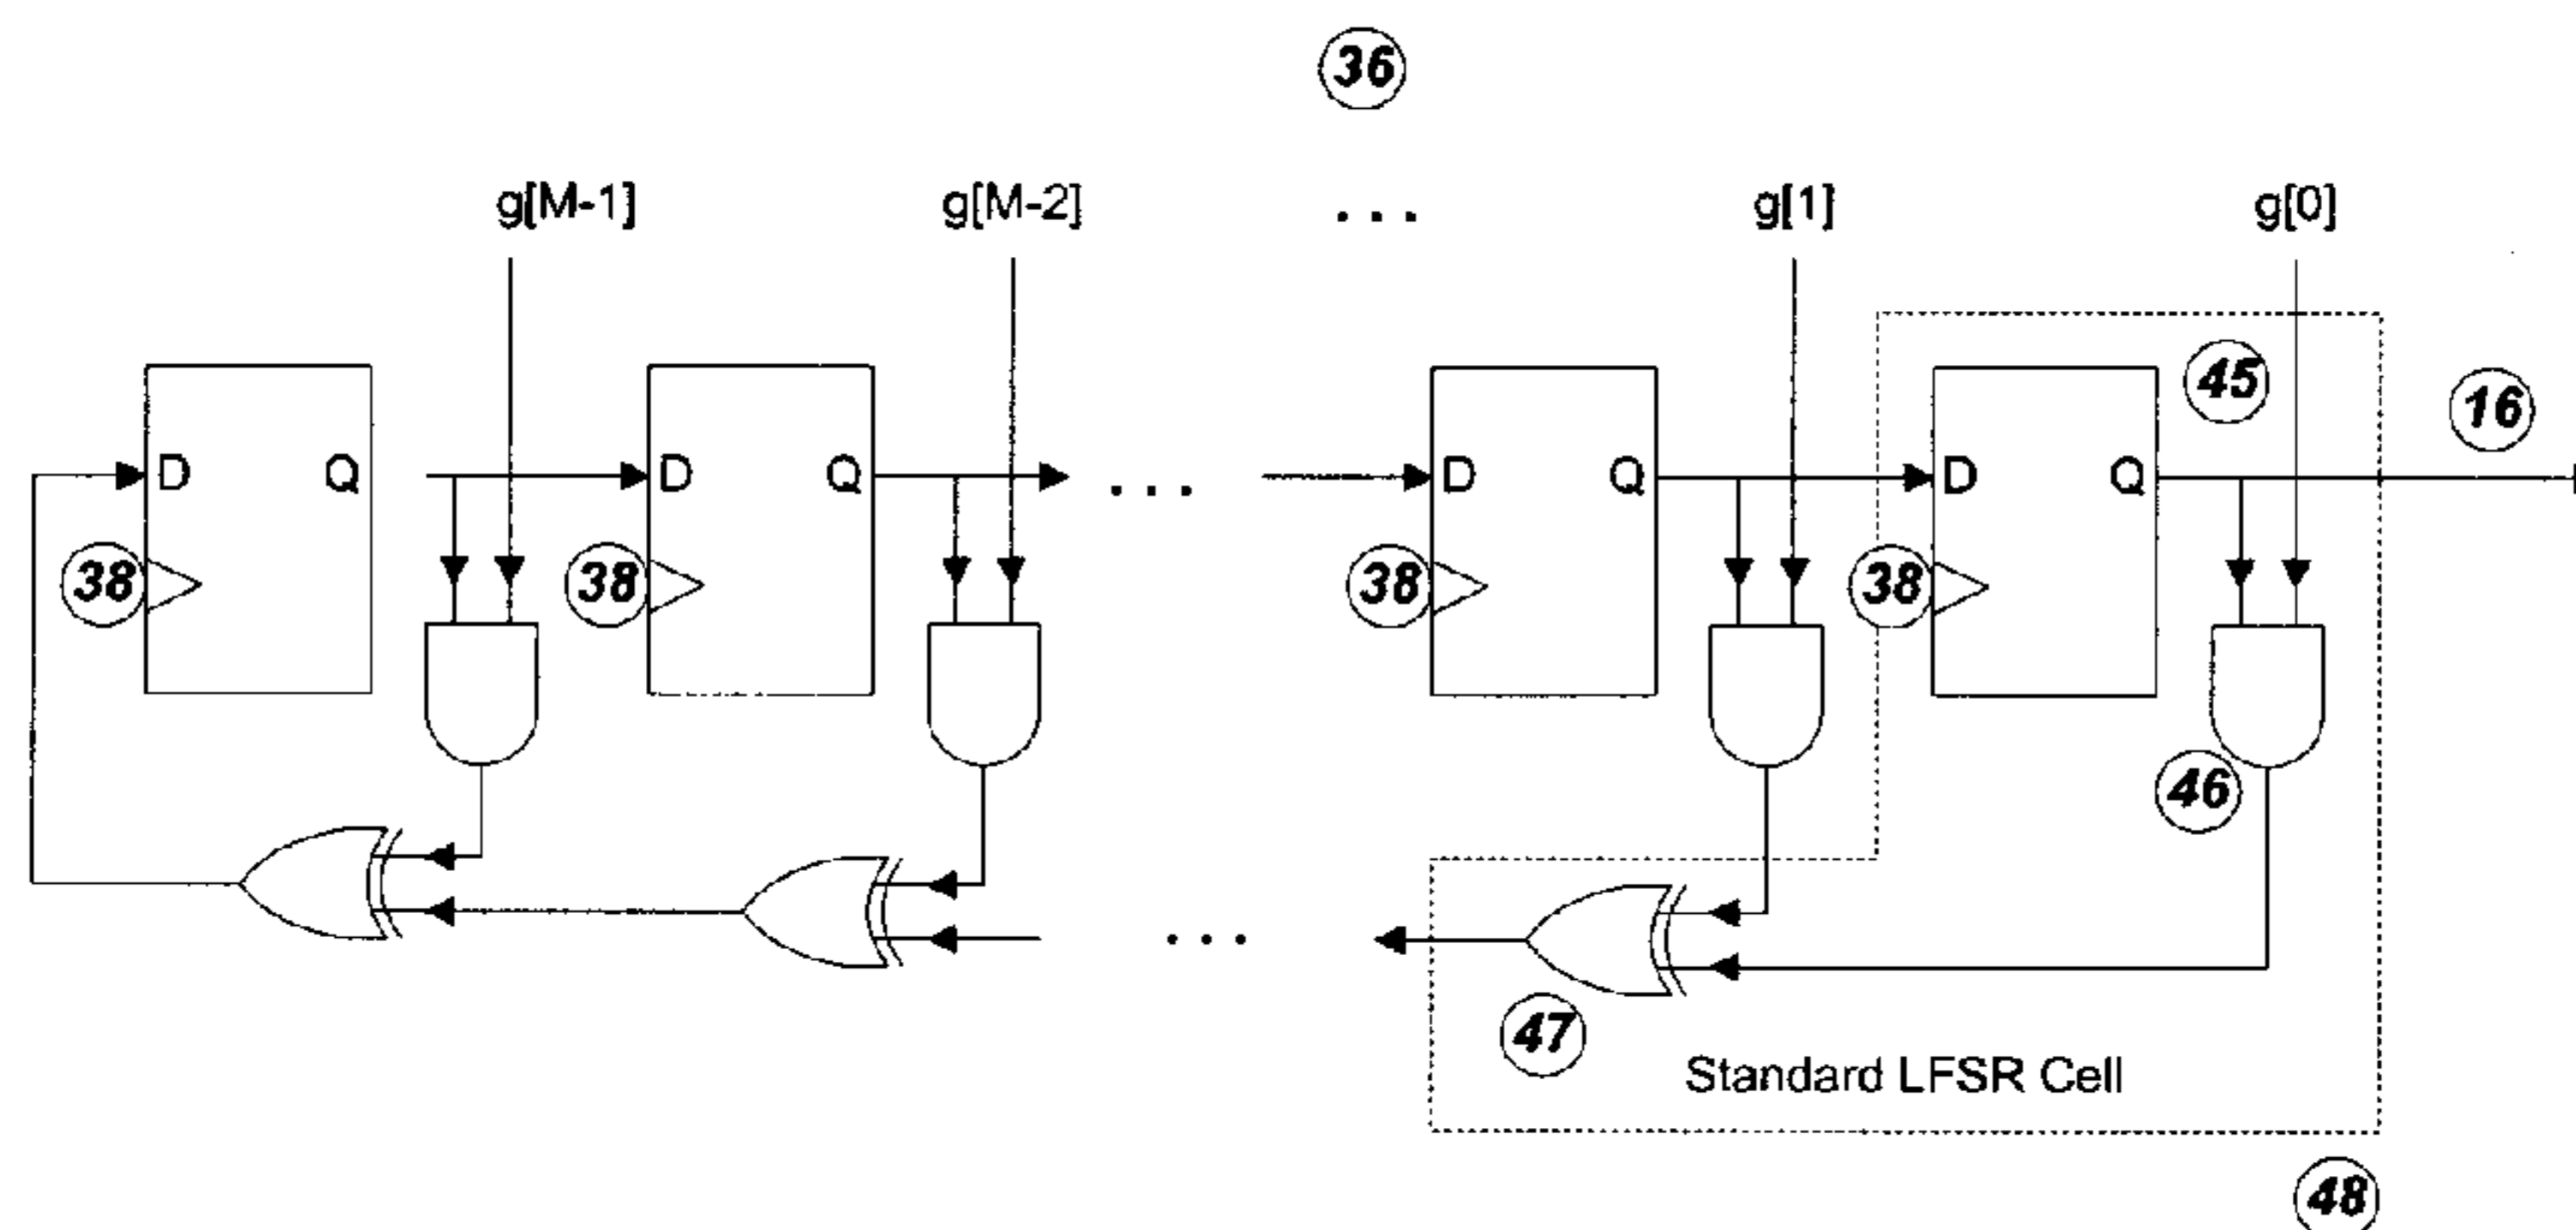 36
g[M-1] g[M-2] ... g[1] g[0]
45
16
D Q D Q ... D Q D Q
38 38 38 38
46
...
47
Standard LFSR Cell
48